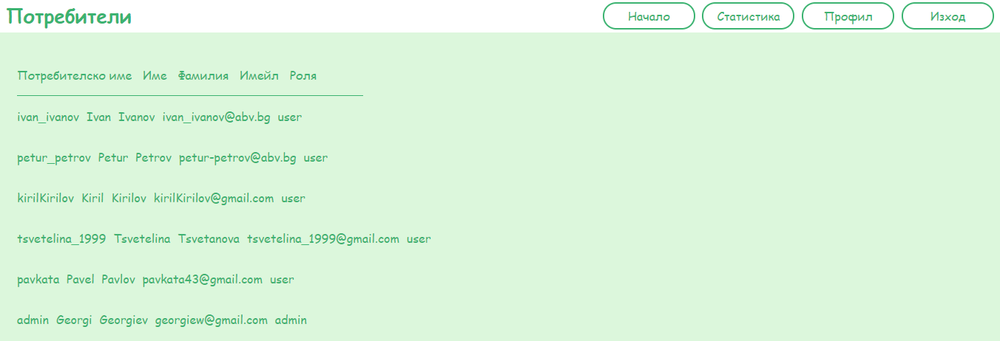 Потребители Начало Статистика Профил Изход
Потребителско име Име Фамилия Имейл Роля
ivan_ivanov Ivan Ivanov ivan_ivanov@abv.bg user
petur_petrov Petur Petrov petur-petrov@abv.bg user
kirilKirilov Kiril Kirilov kirilKirilov@gmail.com user
tsvetelina_1999 Tsvetelina Tsvetanova tsvetelina_1999@gmail.com user
pavkata Pavel Pavlov pavkata43@gmail.com user
admin Georgi Georgiev georgiew@gmail.com admin